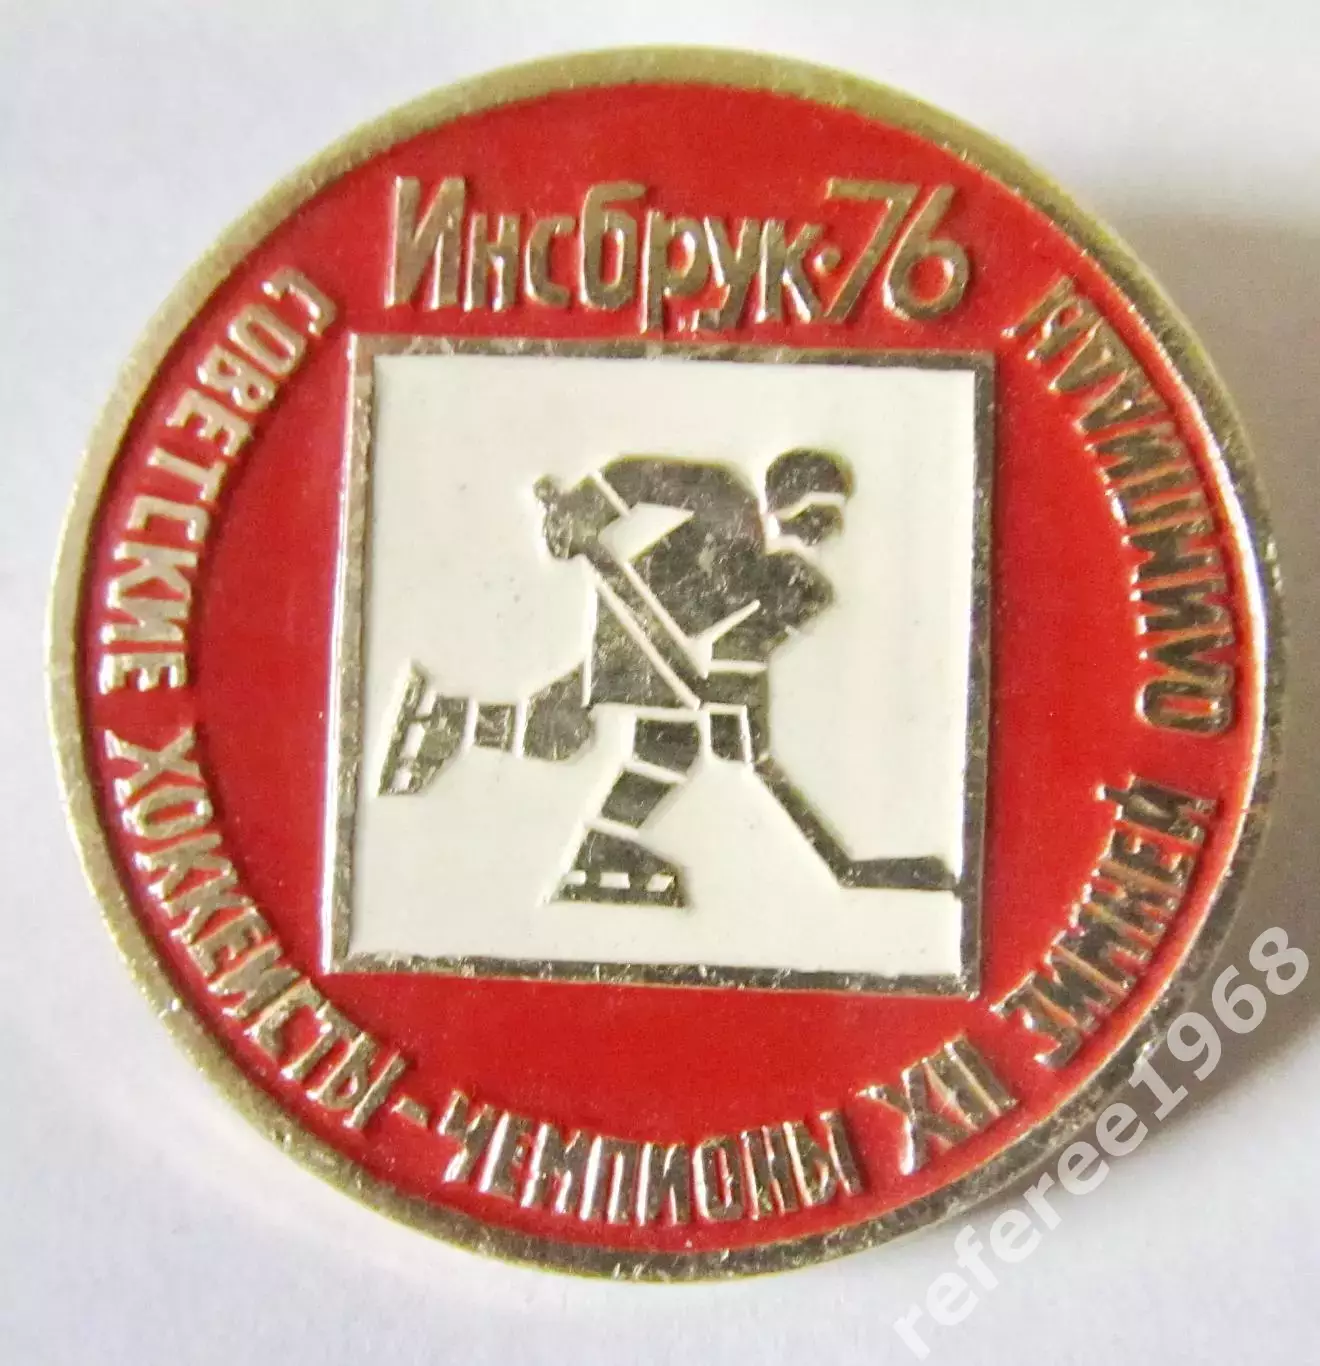 Инсбрук·76
СОВЕТСКИЕ ХОККЕИСТЫ-ЧЕМПИОНЫ XII ЗИМНЕЙ ОЛИМПИАДЫ
referee1968